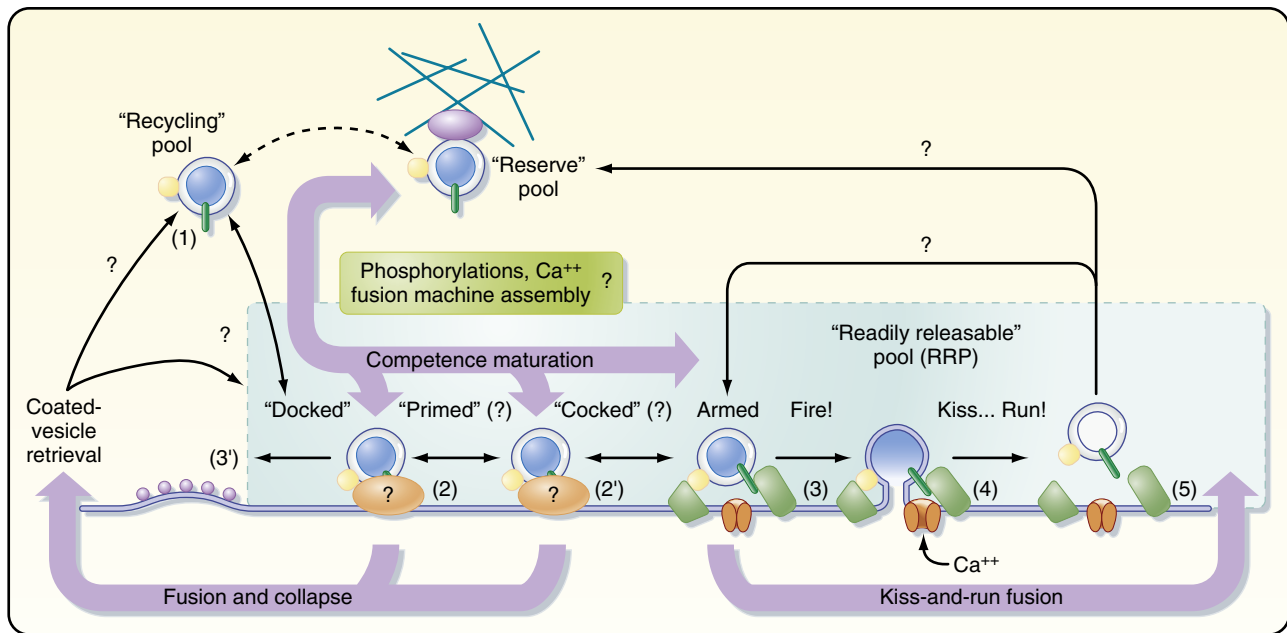 “Recycling”
pool
“Reserve”
pool
?
(1)
?
?
Phosphorylations, Ca++
fusion machine assembly
?
?
“Readily releasable”
pool (RRP)
Competence maturation
Coated-
vesicle
retrieval
“Docked”
“Primed” (?)
“Cocked” (?)
Armed
Fire!
Kiss... Run!
(3')
?
(2)
?
(2')
(3)
(4)
(5)
Ca++
Fusion and collapse
Kiss-and-run fusion